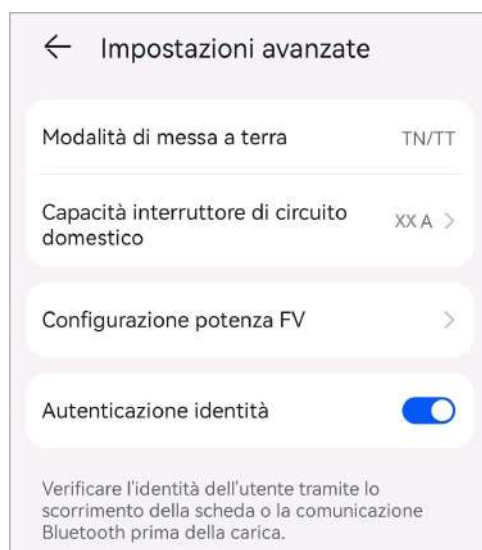 Impostazioni avanzate
Modalità di messa a terra TN/TT
Capacità interruttore di circuito
domestico XX A
Configurazione potenza FV
Autenticazione identità
Verificare l'identità dell'utente tramite lo
scorrimento della scheda o la comunicazione
Bluetooth prima della carica.